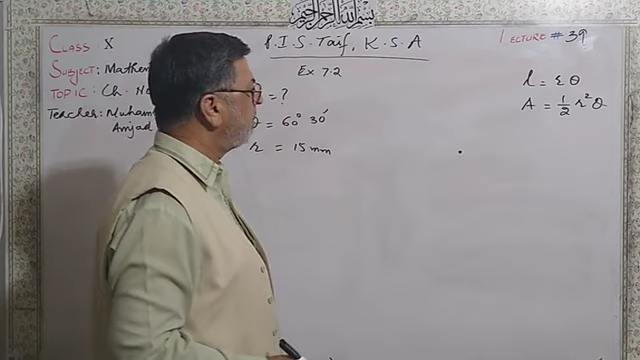 بسم الله الرحمن الرحيم
CLASS X
P.I.S. Taif, K.S.A
LECTURE #39
SUBJECT: Mathem
Ex 7.2
TOPIC: Ch. No
= ?
l = rθ
Teacher: Muham
Amjad
= 60° 30′
A = 1/2 r²θ
r = 15 mm